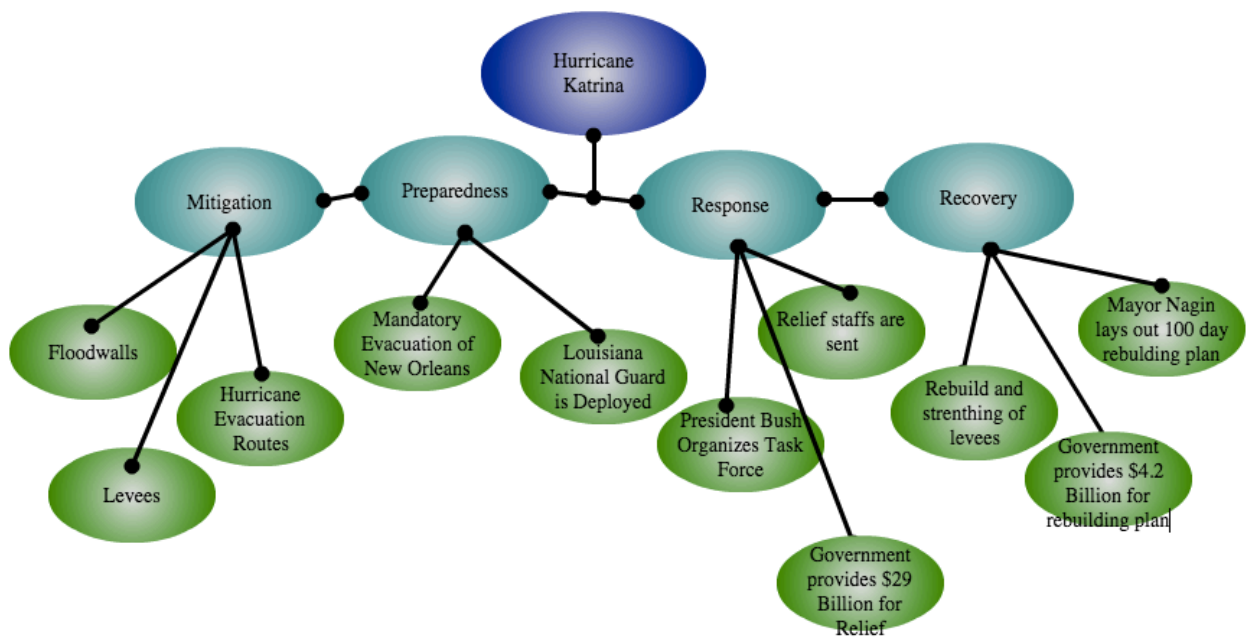 Hurricane
Katrina
Mitigation
Preparedness
Response
Recovery
Floodwalls
Levees
Hurricane
Evacuation
Routes
Mandatory
Evacuation of
New Orleans
Louisiana
National Guard
is Deployed
President Bush
Organizes Task
Force
Relief staffs are
sent
Government
provides $29
Billion for
Relief
Rebuild and
strenthing of
levees
Government
provides $4.2
Billion for
rebuilding plan
Mayor Nagin
lays out 100 day
rebulding plan